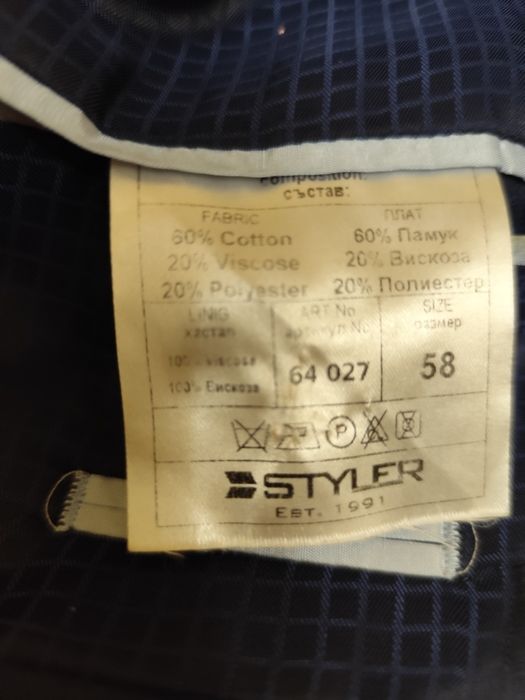 Composition:
състав:
FABRIC ПЛАТ
60% Cotton 60% Памук
20% Viscose 20% Вискоза
20% Polyester 20% Полиестер
LINIG ART No SIZE
хастар артикул No размер
100% viscose
100% Вискоза
64 027 58
P
STYLER
EST. 1991